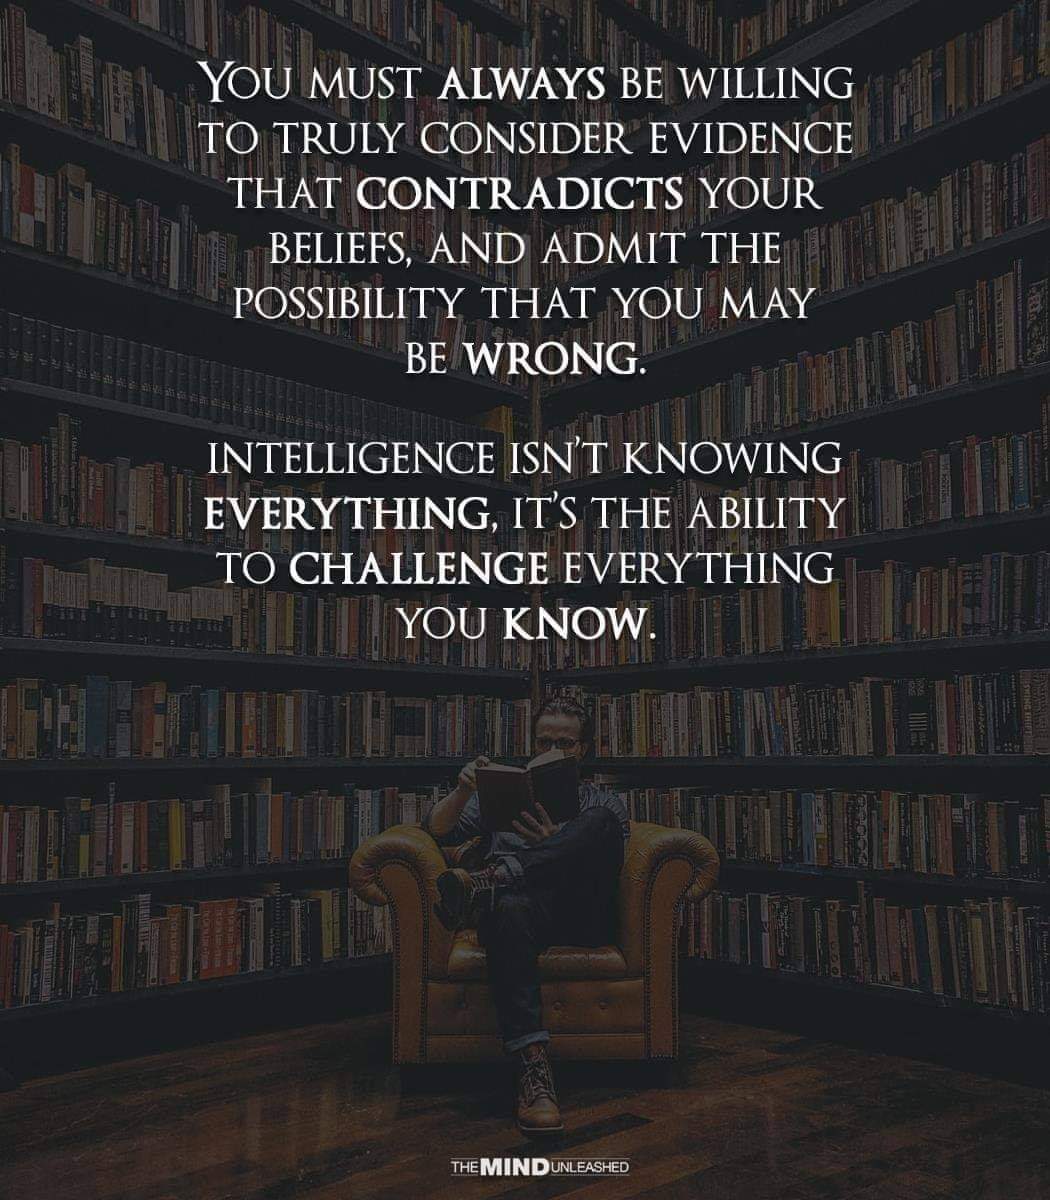 YOU MUST ALWAYS BE WILLING
TO TRULY CONSIDER EVIDENCE
THAT CONTRADICTS YOUR
BELIEFS, AND ADMIT THE
POSSIBILITY THAT YOU MAY
BE WRONG.
INTELLIGENCE ISN'T KNOWING
EVERYTHING, IT'S THE ABILITY
TO CHALLENGE EVERYTHING
YOU KNOW.
THE MIND UNLEASHED